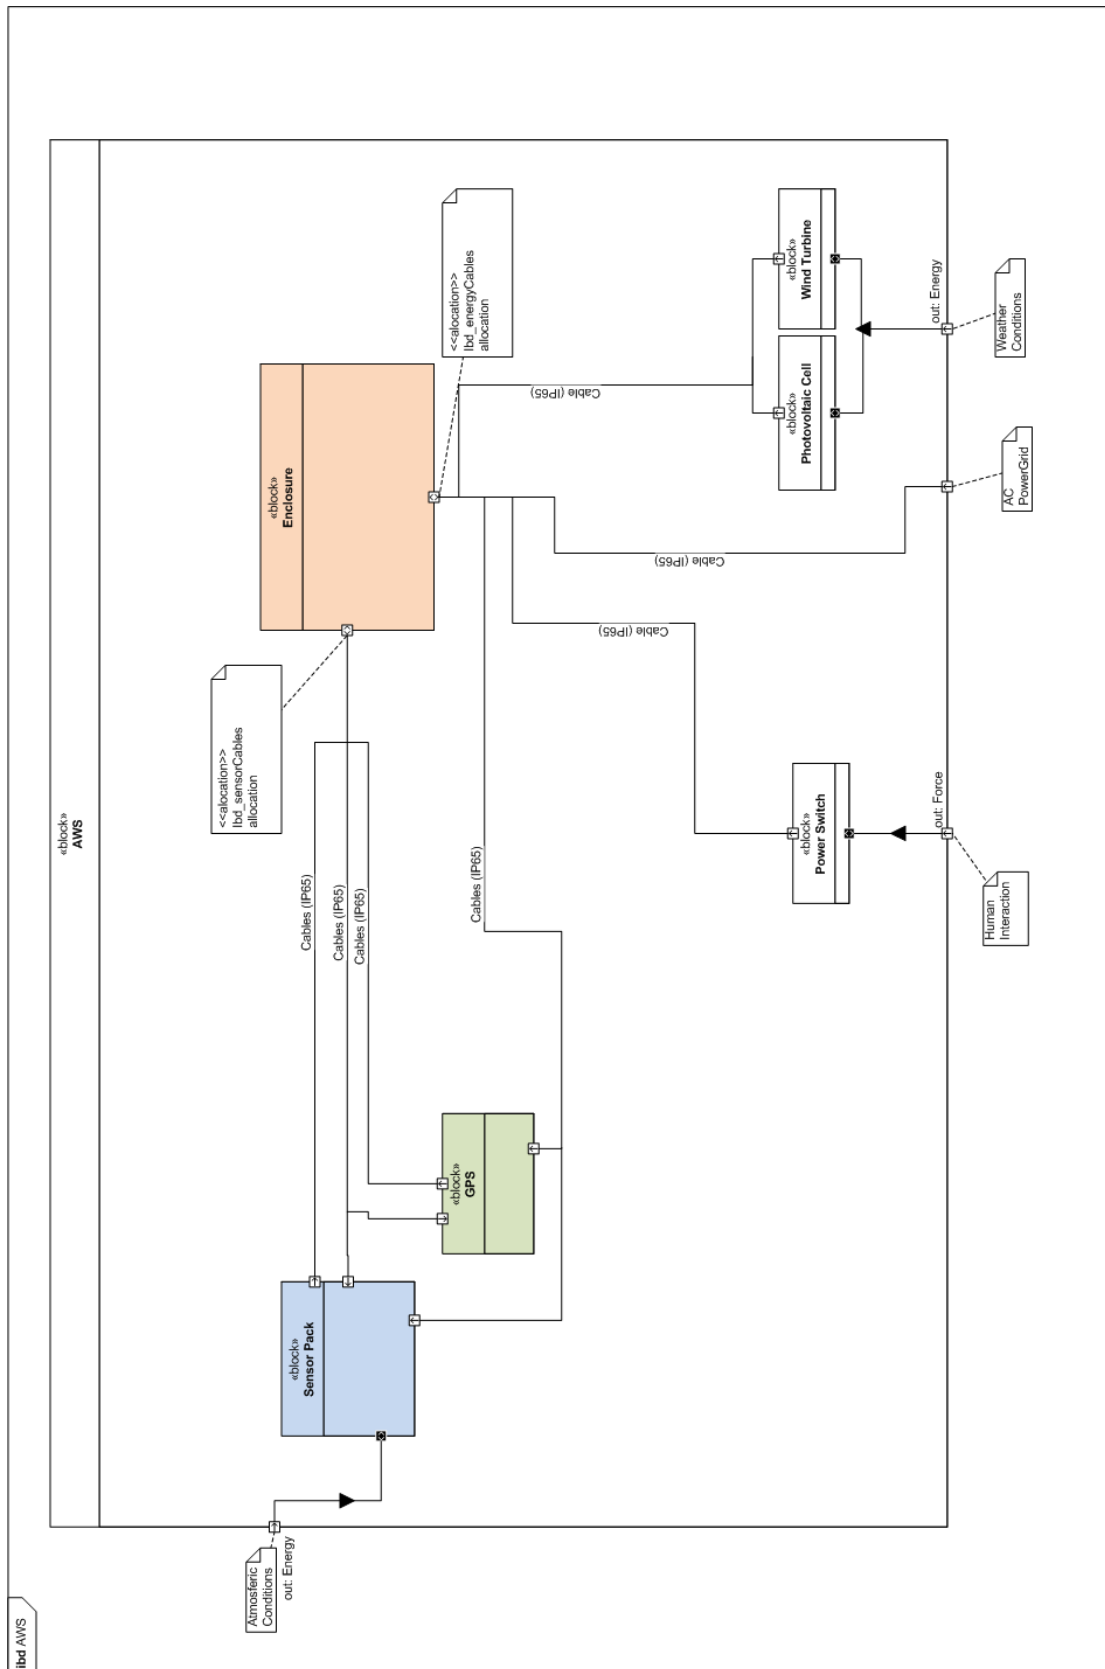 ibd AWS
«block»
AWS
<<alocation>>
Ibd_sensorCables
allocation
Atmosferic
Conditions
out: Energy
«block»
Sensor Pack
Cables (IP65)
Cables (IP65)
Cables (IP65)
«block»
Enclosure
«block»
GPS
Cables (IP65)
<<alocation>>
Ibd_energyCables
allocation
Cable (IP65)
Cable (IP65)
Cable (IP65)
«block»
Power Switch
«block»
Photovoltaic Cell
«block»
Wind Turbine
out: Force
out: Energy
Human
Interaction
AC
PowerGrid
Weather
Conditions